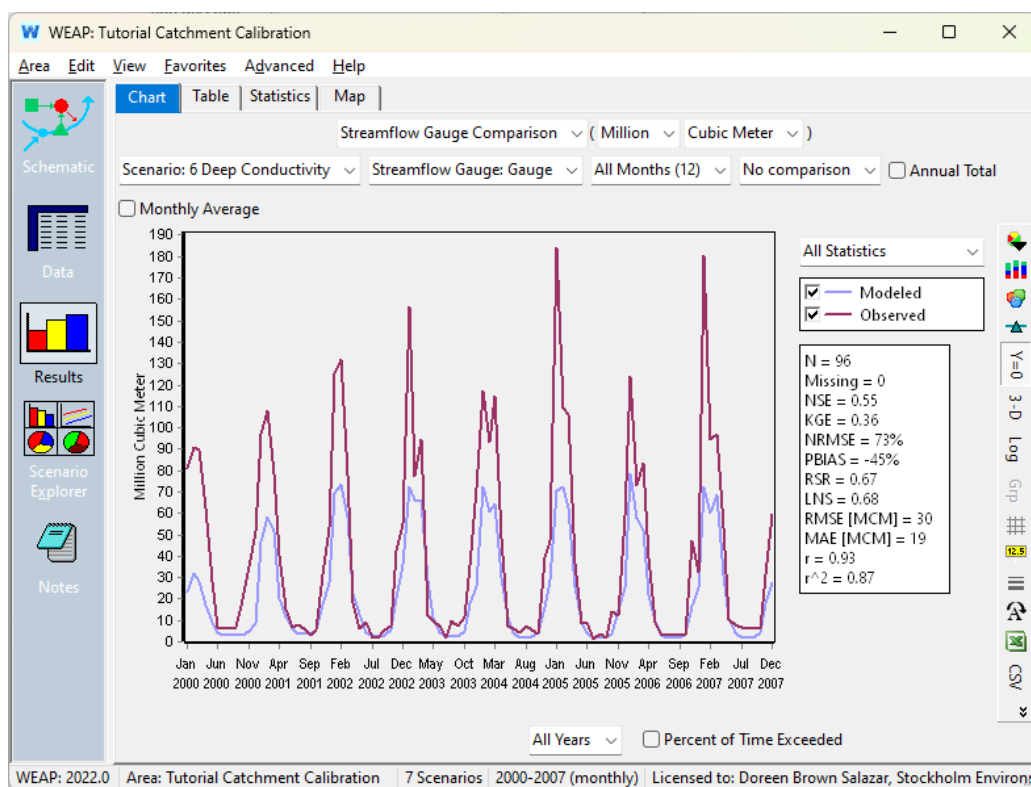 WEAP: Tutorial Catchment Calibration
Area Edit View Favorites Advanced Help
Chart Table Statistics Map
Streamflow Gauge Comparison ( Million Cubic Meter )
Scenario: 6 Deep Conductivity Streamflow Gauge: Gauge All Months (12) No comparison Annual Total
Monthly Average
Schematic
Data
Results
Scenario
Explorer
Notes
Million Cubic Meter
190
180
170
160
150
140
130
120
110
100
90
80
70
60
50
40
30
20
10
0
Jan Jun Nov Apr Sep Feb Jul Dec May Oct Mar Aug Jan Jun Nov Apr Sep Feb Jul Dec
2000 2000 2000 2001 2001 2002 2002 2002 2003 2003 2004 2004 2005 2005 2005 2006 2006 2007 2007 2007
All Statistics
Modeled
Observed
N = 96
Missing = 0
NSE = 0.55
KGE = 0.36
NRMSE = 73%
PBIAS = -45%
RSR = 0.67
LNS = 0.68
RMSE [MCM] = 30
MAE [MCM] = 19
r = 0.93
r^2 = 0.87
Y=0
3-D
Log
Grp
12.5
A
CSV
All Years Percent of Time Exceeded
WEAP: 2022.0 Area: Tutorial Catchment Calibration 7 Scenarios 2000-2007 (monthly) Licensed to: Doreen Brown Salazar, Stockholm Environ